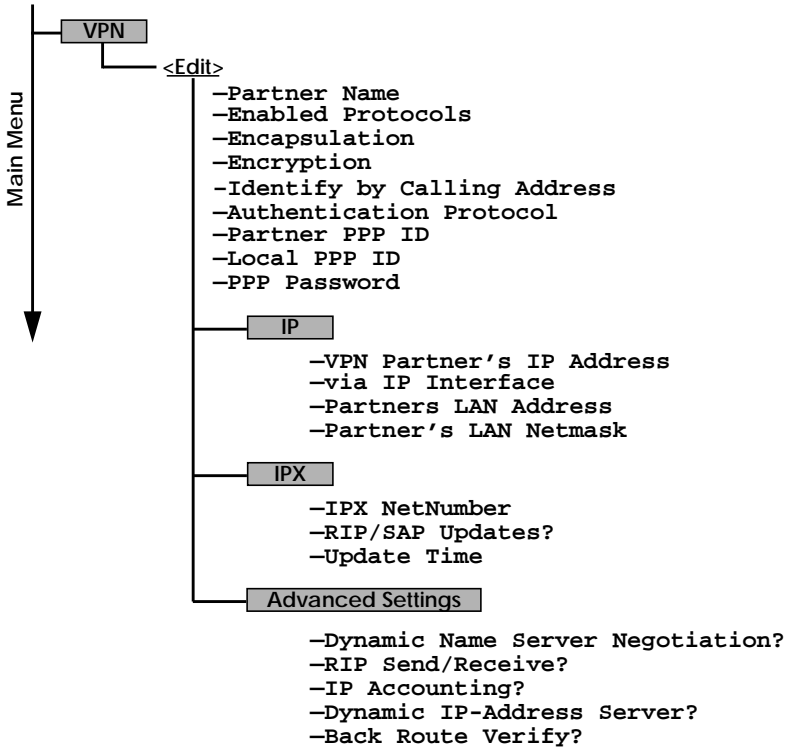 VPN
<Edit>
Main Menu
–Partner Name
–Enabled Protocols
–Encapsulation
–Encryption
-Identify by Calling Address
–Authentication Protocol
–Partner PPP ID
–Local PPP ID
–PPP Password
IP
–VPN Partner’s IP Address
–via IP Interface
–Partners LAN Address
–Partner’s LAN Netmask
IPX
–IPX NetNumber
–RIP/SAP Updates?
–Update Time
Advanced Settings
–Dynamic Name Server Negotiation?
–RIP Send/Receive?
–IP Accounting?
–Dynamic IP-Address Server?
–Back Route Verify?